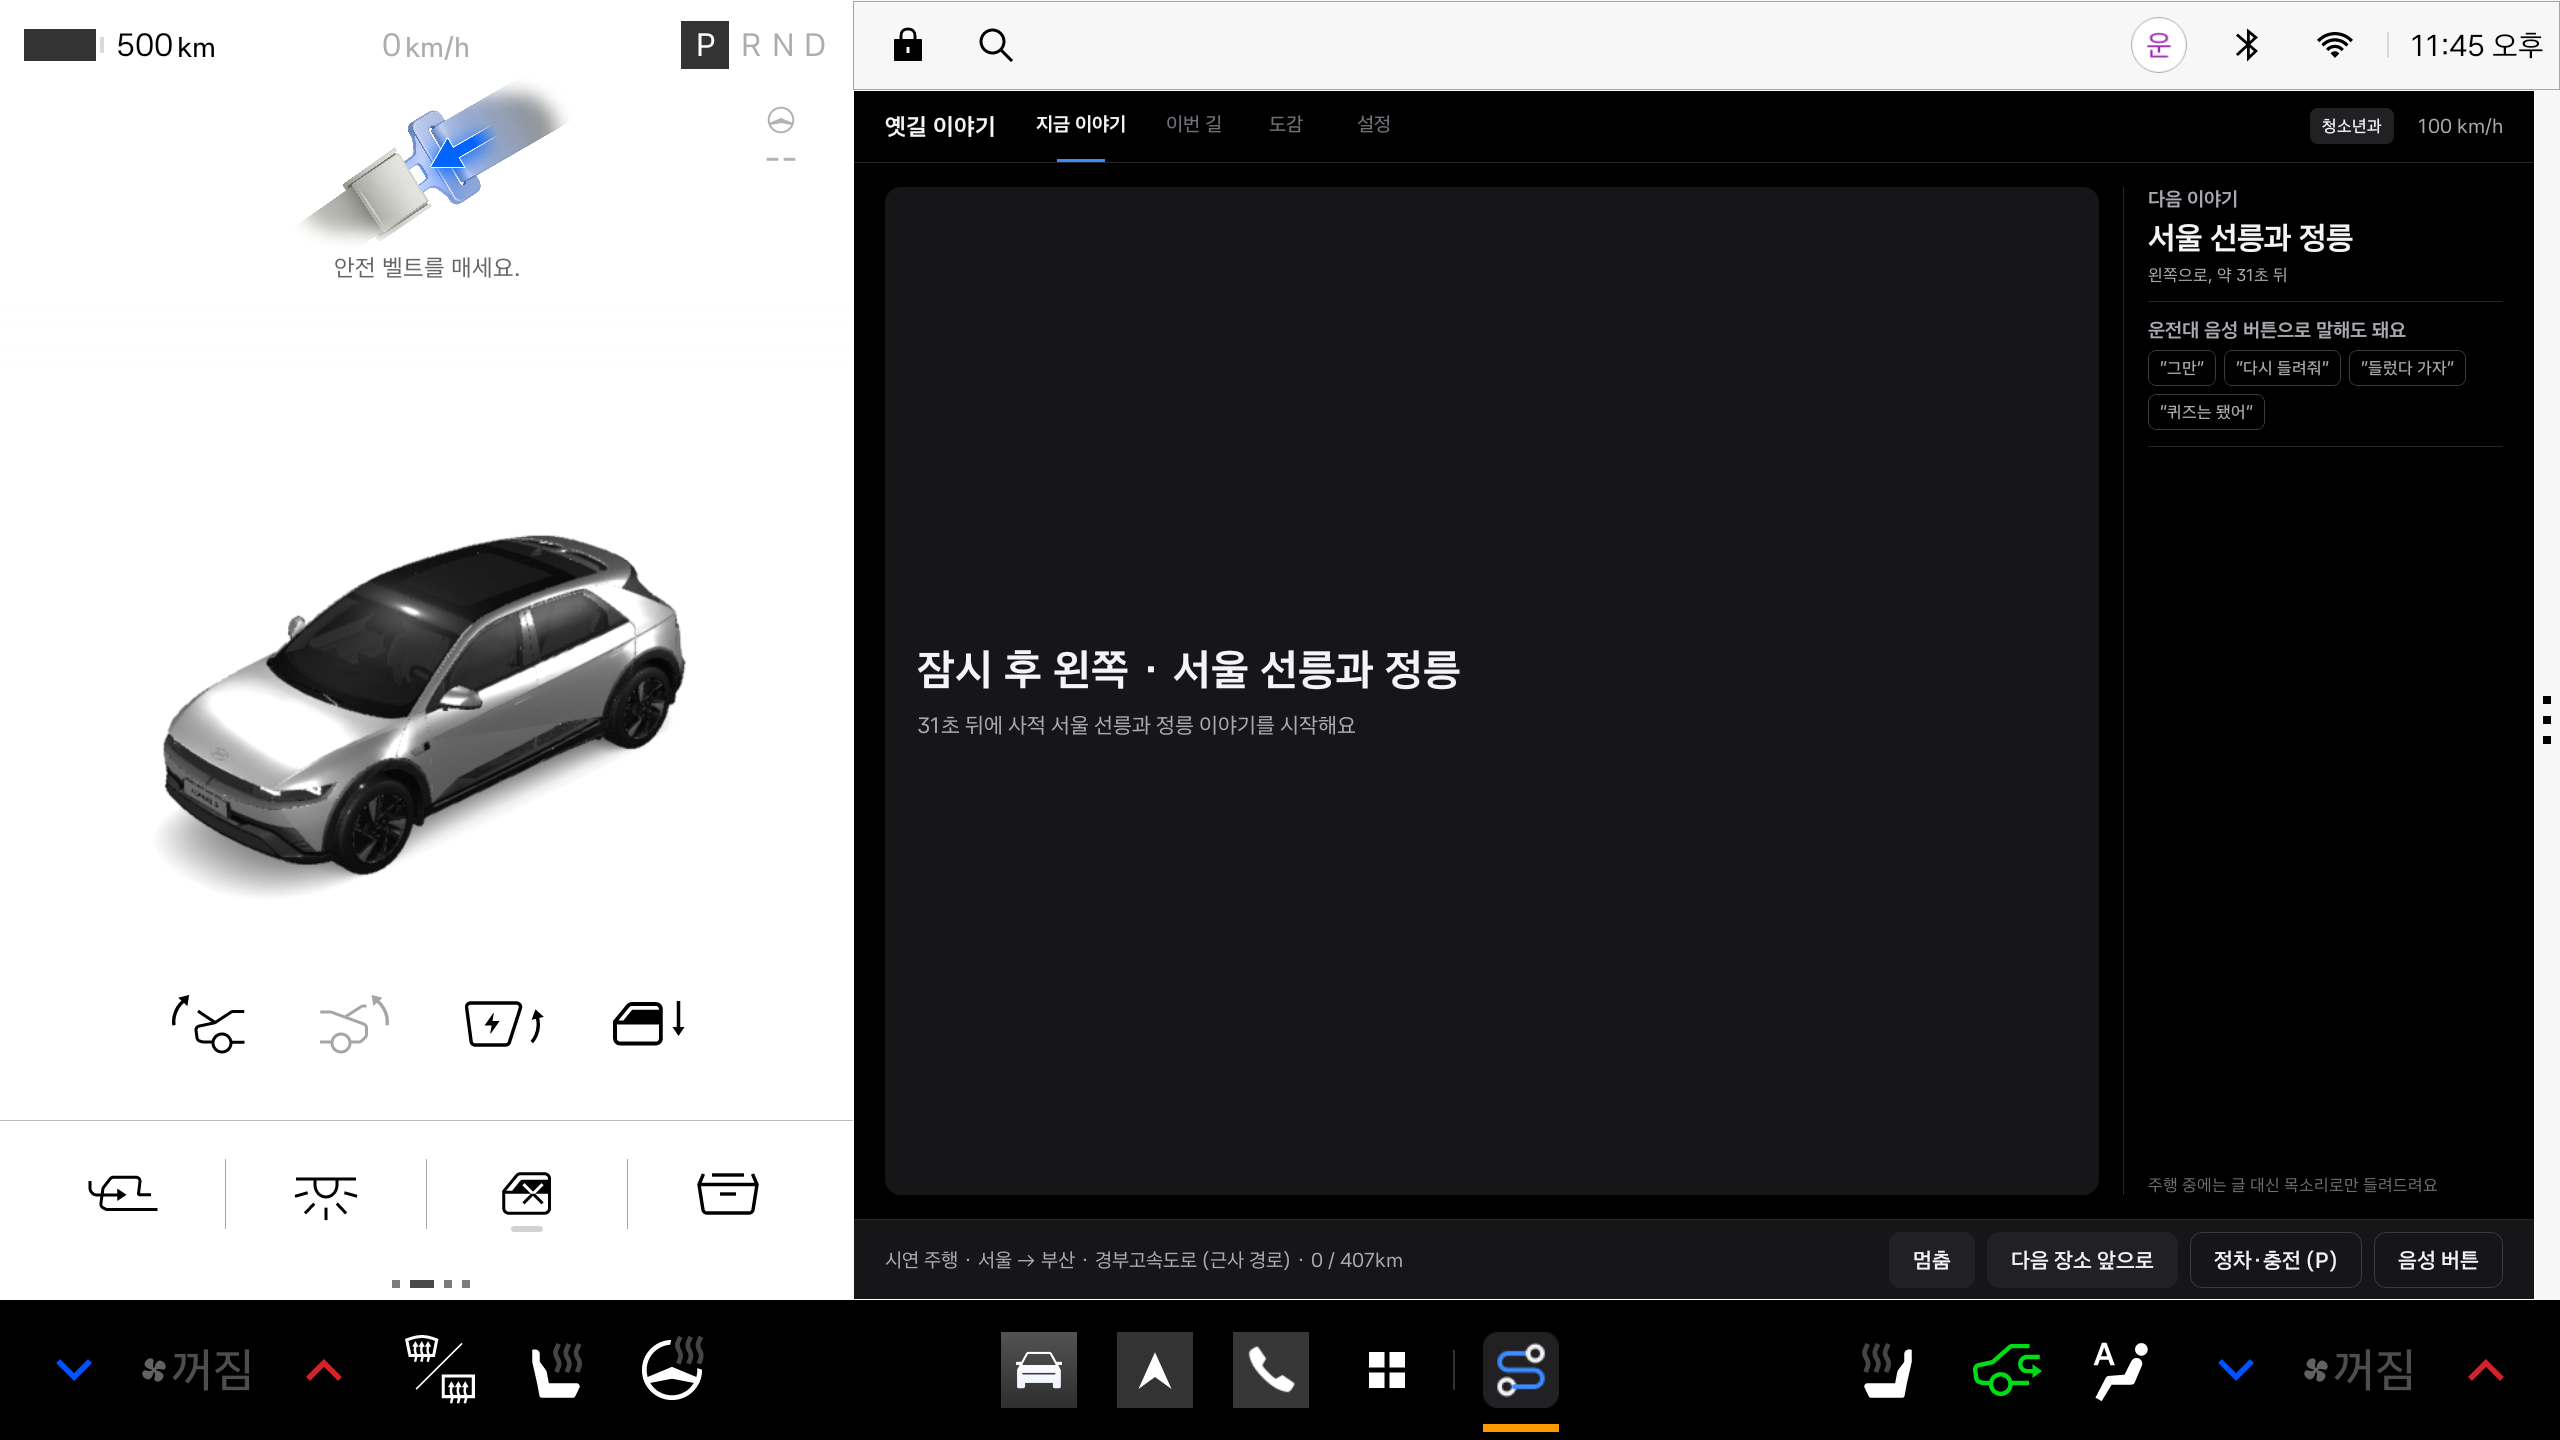 500 km
0 km/h
P R N D
안전 벨트를 매세요.
운
11:45 오후
옛길 이야기
지금 이야기
이번 길
도감
설정
청소년과
100 km/h
잠시 후 왼쪽 · 서울 선릉과 정릉
31초 뒤에 사적 서울 선릉과 정릉 이야기를 시작해요
다음 이야기
서울 선릉과 정릉
왼쪽으로, 약 31초 뒤
운전대 음성 버튼으로 말해도 돼요
"그만"
"다시 들려줘"
"들렀다 가자"
"퀴즈는 됐어"
주행 중에는 글 대신 목소리로만 들려드려요
시연 주행 · 서울 → 부산 · 경부고속도로 (근사 경로) · 0 / 407km
멈춤
다음 장소 앞으로
정차·충전 (P)
음성 버튼
꺼짐
A
꺼짐